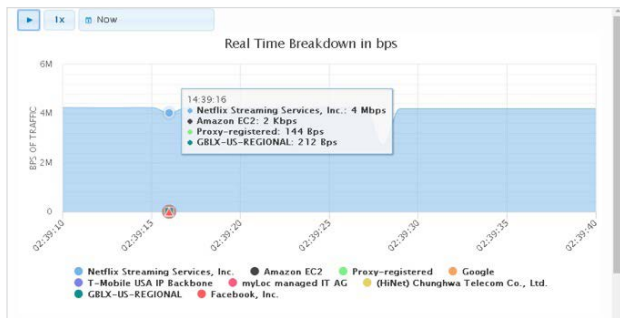 1x Now
Real Time Breakdown in bps
6M
4M
2M
0
BPS OF TRAFFIC
14:39:16
Netflix Streaming Services, Inc.: 4 Mbps
Amazon EC2: 2 Kbps
Proxy-registered: 144 Bps
GBLX-US-REGIONAL: 212 Bps
02:39:10 02:39:15 02:39:20 02:39:25 02:39:30 02:39:35 02:39:40
Netflix Streaming Services, Inc. Amazon EC2 Proxy-registered Google
T-Mobile USA IP Backbone myLoc managed IT AG (HiNet) Chunghwa Telecom Co., Ltd.
GBLX-US-REGIONAL Facebook, Inc.